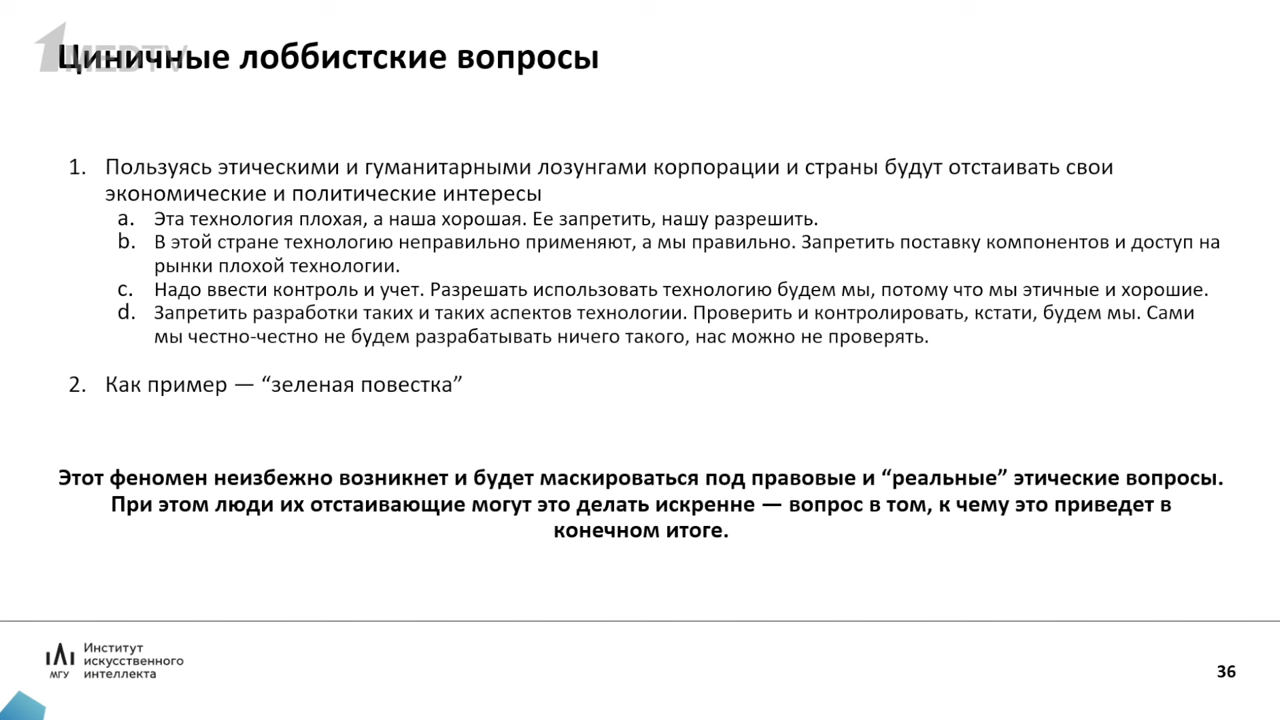 1MEDTV
Циничные лоббистские вопросы
1. Пользуясь этическими и гуманитарными лозунгами корпорации и страны будут отстаивать свои
экономические и политические интересы
a. Эта технология плохая, а наша хорошая. Ее запретить, нашу разрешить.
b. В этой стране технологию неправильно применяют, а мы правильно. Запретить поставку компонентов и доступ на
рынки плохой технологии.
c. Надо ввести контроль и учет. Разрешать использовать технологию будем мы, потому что мы этичные и хорошие.
d. Запретить разработки таких и таких аспектов технологии. Проверить и контролировать, кстати, будем мы. Сами
мы честно-честно не будем разрабатывать ничего такого, нас можно не проверять.
2. Как пример — “зеленая повестка”
Этот феномен неизбежно возникнет и будет маскироваться под правовые и “реальные” этические вопросы.
При этом люди их отстаивающие могут это делать искренне — вопрос в том, к чему это приведет в
конечном итоге.
Институт
искусственного
МГУ интеллекта
36